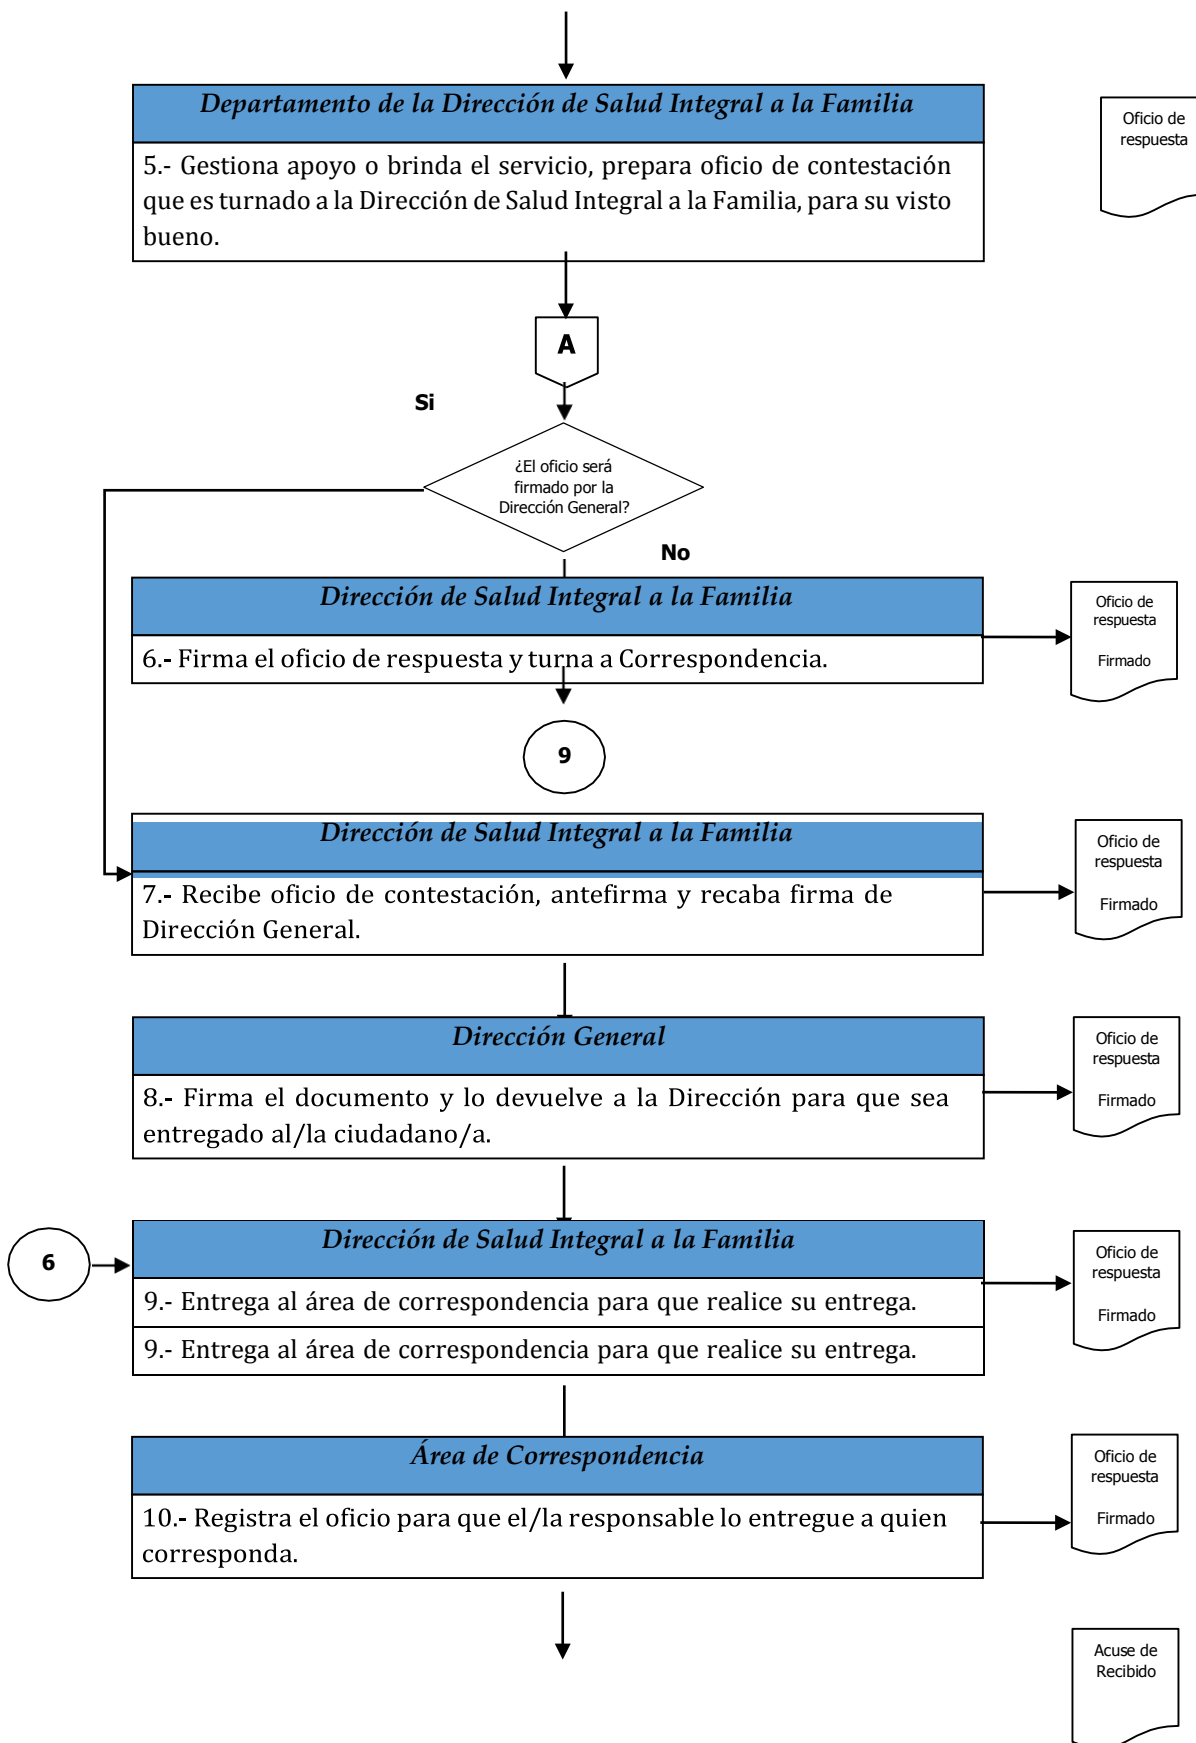 Departamento de la Dirección de Salud Integral a la Familia
Oficio de
respuesta
5.- Gestiona apoyo o brinda el servicio, prepara oficio de contestación
que es turnado a la Dirección de Salud Integral a la Familia, para su visto
bueno.
A
Si
¿El oficio será
firmado por la
Dirección General?
No
Dirección de Salud Integral a la Familia
6.- Firma el oficio de respuesta y turna a Correspondencia.
Oficio de
respuesta
Firmado
9
Dirección de Salud Integral a la Familia
7.- Recibe oficio de contestación, antefirma y recaba firma de
Dirección General.
Oficio de
respuesta
Firmado
Dirección General
8.- Firma el documento y lo devuelve a la Dirección para que sea
entregado al/la ciudadano/a.
Oficio de
respuesta
Firmado
6
Dirección de Salud Integral a la Familia
9.- Entrega al área de correspondencia para que realice su entrega.
9.- Entrega al área de correspondencia para que realice su entrega.
Oficio de
respuesta
Firmado
Área de Correspondencia
10.- Registra el oficio para que el/la responsable lo entregue a quien
corresponda.
Oficio de
respuesta
Firmado
Acuse de
Recibido